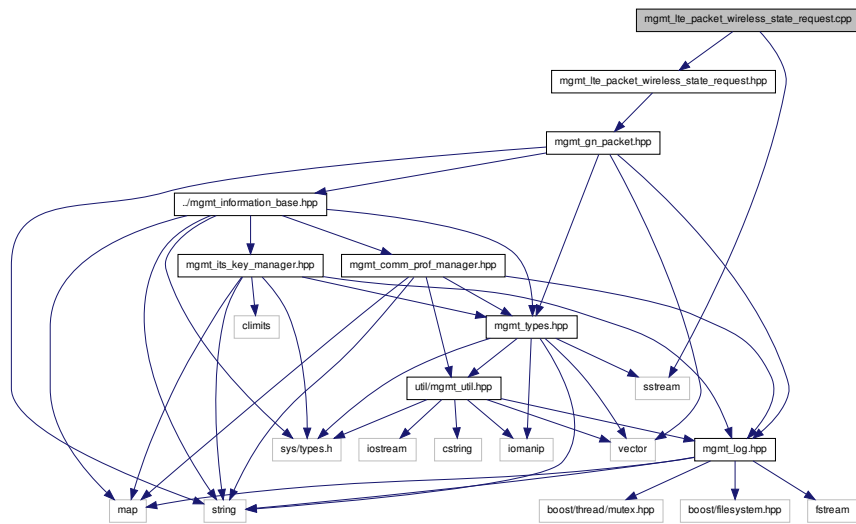 mgmt_lte_packet_wireless_state_request.cpp
mgmt_lte_packet_wireless_state_request.hpp
mgmt_gn_packet.hpp
../mgmt_information_base.hpp
mgmt_its_key_manager.hpp
mgmt_comm_prof_manager.hpp
climits
mgmt_types.hpp
util/mgmt_util.hpp
sstream
sys/types.h
iostream
cstring
iomanip
vector
mgmt_log.hpp
map
string
boost/thread/mutex.hpp
boost/filesystem.hpp
fstream